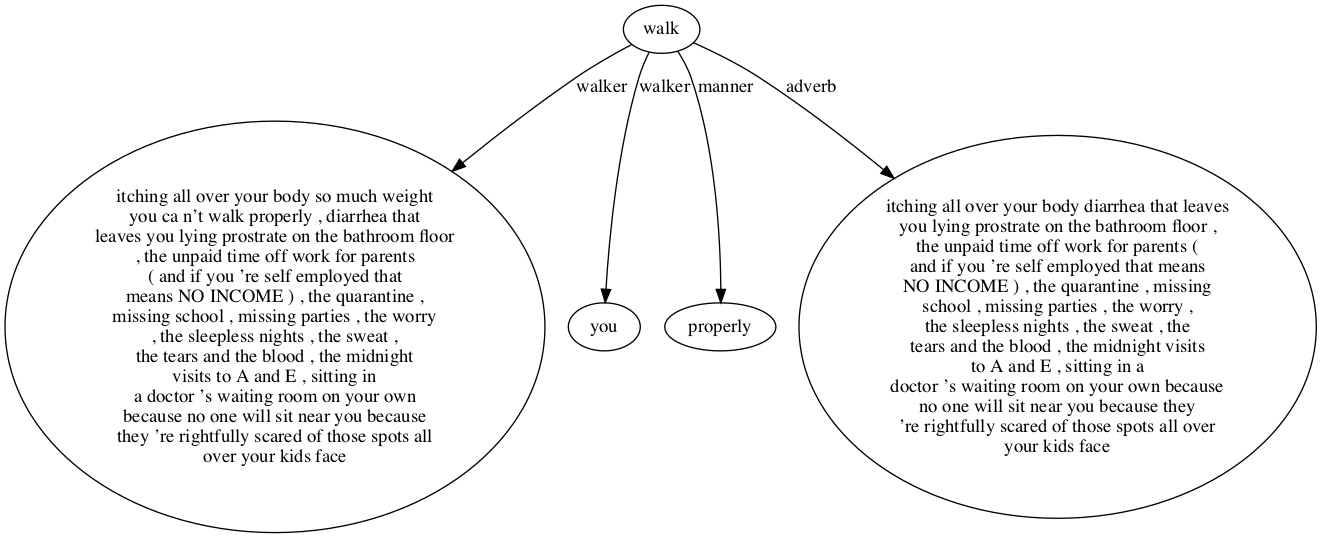 walk
walker
walker
manner
adverb
itching all over your body so much weight
you ca n't walk properly , diarrhea that
leaves you lying prostrate on the bathroom floor
, the unpaid time off work for parents
( and if you 're self employed that
means NO INCOME ) , the quarantine ,
missing school , missing parties , the worry
, the sleepless nights , the sweat ,
the tears and the blood , the midnight
visits to A and E , sitting in
a doctor 's waiting room on your own
because no one will sit near you because
they 're rightfully scared of those spots all
over your kids face
you
properly
itching all over your body diarrhea that leaves
you lying prostrate on the bathroom floor ,
the unpaid time off work for parents (
and if you 're self employed that means
NO INCOME ) , the quarantine , missing
school , missing parties , the worry ,
the sleepless nights , the sweat , the
tears and the blood , the midnight visits
to A and E , sitting in a
doctor 's waiting room on your own because
no one will sit near you because they
're rightfully scared of those spots all over
your kids face